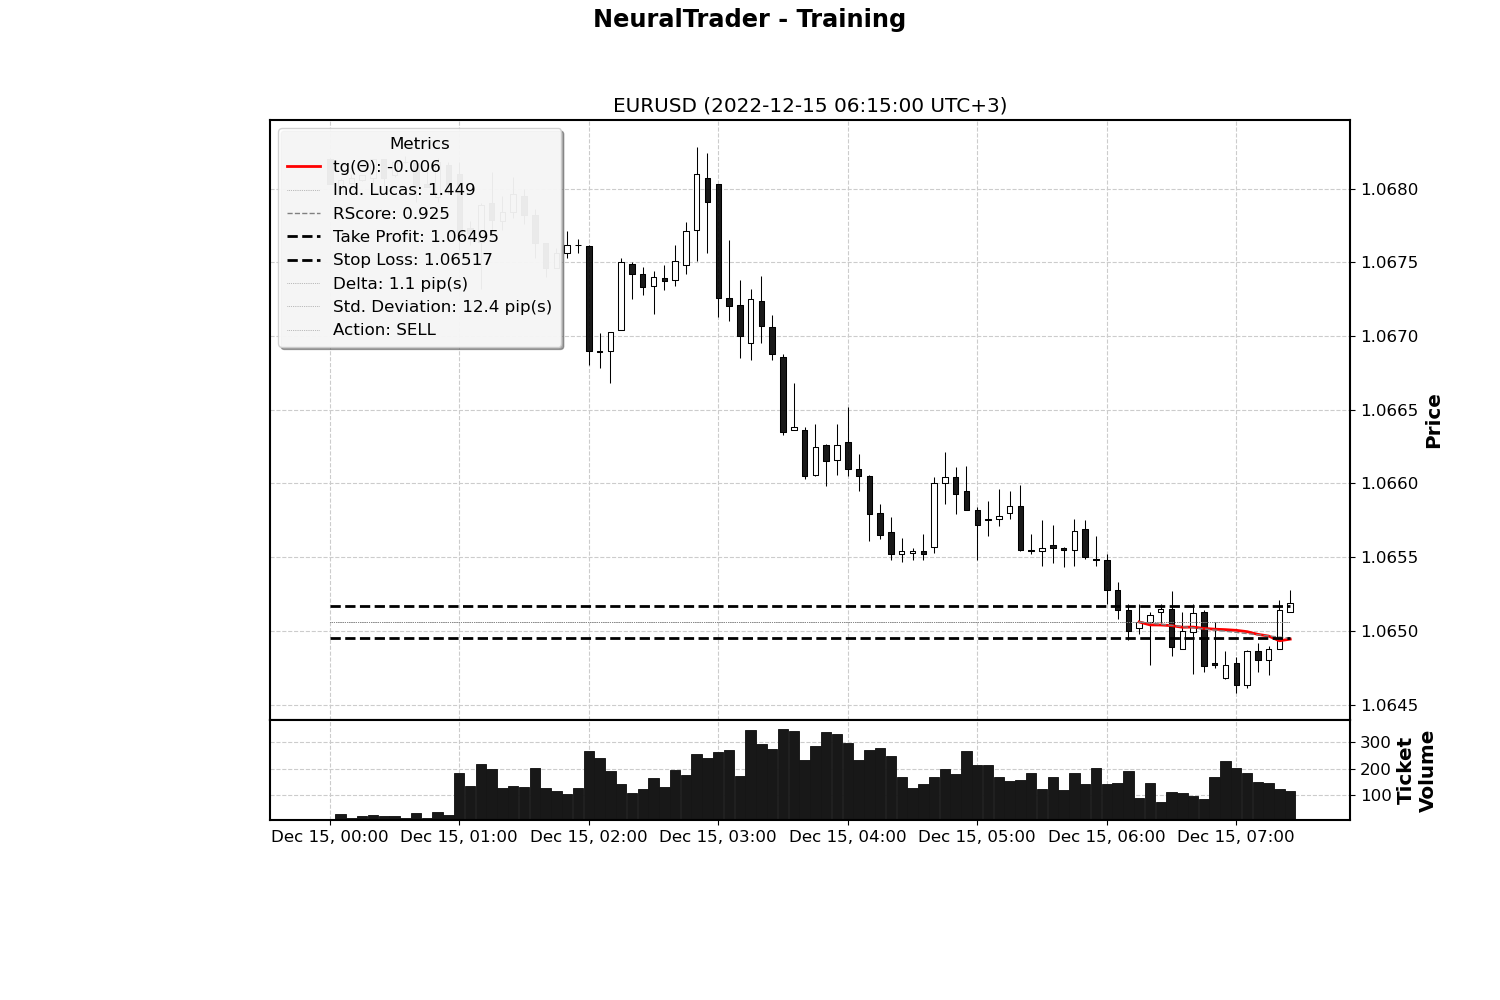 NeuralTrader - Training
EURUSD (2022-12-15 06:15:00 UTC+3)
Metrics
tg(Θ): -0.006
Ind. Lucas: 1.449
RScore: 0.925
Take Profit: 1.06495
Stop Loss: 1.06517
Delta: 1.1 pip(s)
Std. Deviation: 12.4 pip(s)
Action: SELL
1.0680
1.0675
1.0670
1.0665
1.0660
1.0655
1.0650
1.0645
Price
300
200
100
Ticket
Volume
Dec 15, 00:00
Dec 15, 01:00
Dec 15, 02:00
Dec 15, 03:00
Dec 15, 04:00
Dec 15, 05:00
Dec 15, 06:00
Dec 15, 07:00